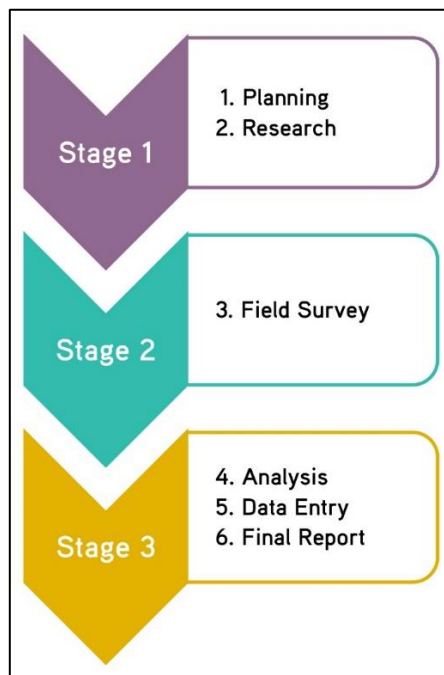 Stage 1
1. Planning
2. Research
Stage 2
3. Field Survey
Stage 3
4. Analysis
5. Data Entry
6. Final Report